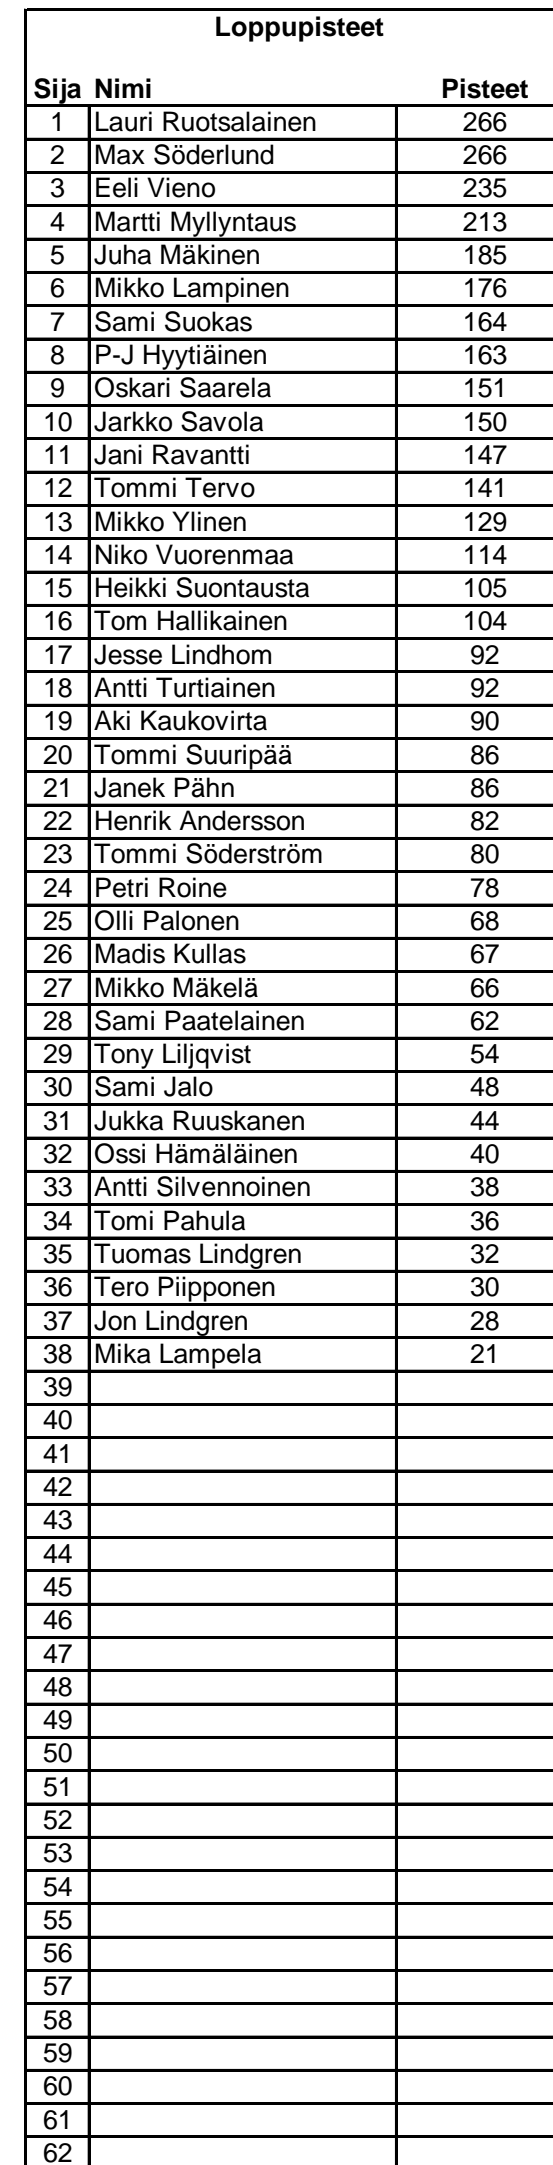 Loppupisteet
Sija Nimi Pisteet
1 Lauri Ruotsalainen 266
2 Max Söderlund 266
3 Eeli Vieno 235
4 Martti Myllyntaus 213
5 Juha Mäkinen 185
6 Mikko Lampinen 176
7 Sami Suokas 164
8 P-J Hyytiäinen 163
9 Oskari Saarela 151
10 Jarkko Savola 150
11 Jani Ravantti 147
12 Tommi Tervo 141
13 Mikko Ylinen 129
14 Niko Vuorenmaa 114
15 Heikki Suontausta 105
16 Tom Hallikainen 104
17 Jesse Lindhom 92
18 Antti Turtiainen 92
19 Aki Kaukovirta 90
20 Tommi Suuripää 86
21 Janek Pähn 86
22 Henrik Andersson 82
23 Tommi Söderström 80
24 Petri Roine 78
25 Olli Palonen 68
26 Madis Kullas 67
27 Mikko Mäkelä 66
28 Sami Paatelainen 62
29 Tony Liljqvist 54
30 Sami Jalo 48
31 Jukka Ruuskanen 44
32 Ossi Hämäläinen 40
33 Antti Silvennoinen 38
34 Tomi Pahula 36
35 Tuomas Lindgren 32
36 Tero Piipponen 30
37 Jon Lindgren 28
38 Mika Lampela 21
39
40
41
42
43
44
45
46
47
48
49
50
51
52
53
54
55
56
57
58
59
60
61
62